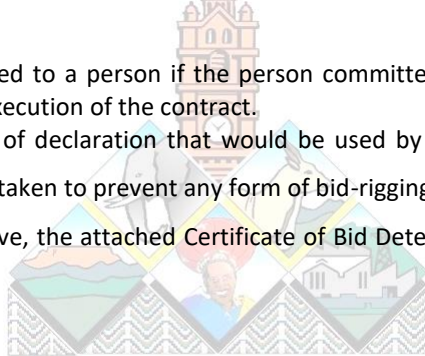 ed to a person if the person committe
xecution of the contract.
of declaration that would be used by
taken to prevent any form of bid-rigging
ve, the attached Certificate of Bid Dete